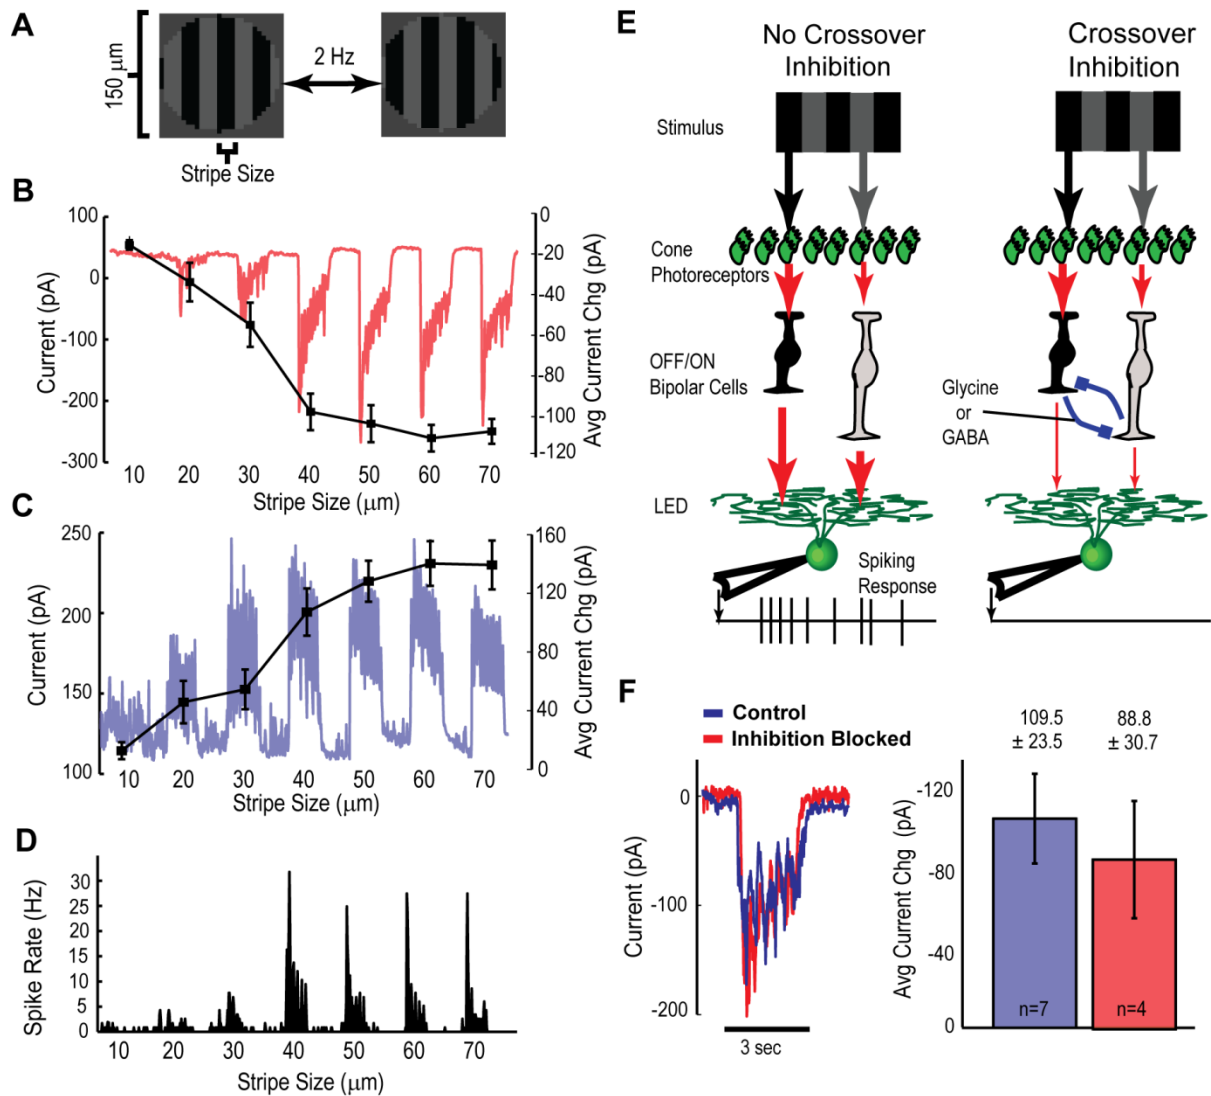 A
150 μm
2 Hz
Stripe Size
B
100
0
-100
-200
-300
Current (pA)
0
-20
-40
-60
-80
-100
-120
Avg Current Chg (pA)
10 20 30 40 50 60 70
Stripe Size (μm)
C
250
200
150
100
Current (pA)
160
120
80
40
0
Avg Current Chg (pA)
10 20 30 40 50 60 70
Stripe Size (μm)
D
30
25
20
15
10
5
0
Spike Rate (Hz)
10 20 30 40 50 60 70
Stripe Size (μm)
E
No Crossover
Inhibition
Crossover
Inhibition
Stimulus
Cone
Photoreceptors
OFF/ON
Bipolar Cells
Glycine
or
GABA
LED
Spiking
Response
F
Control
Inhibition Blocked
0
-100
-200
Current (pA)
3 sec
109.5
± 23.5
88.8
± 30.7
-120
-80
-40
0
Avg Current Chg (pA)
n=7
n=4